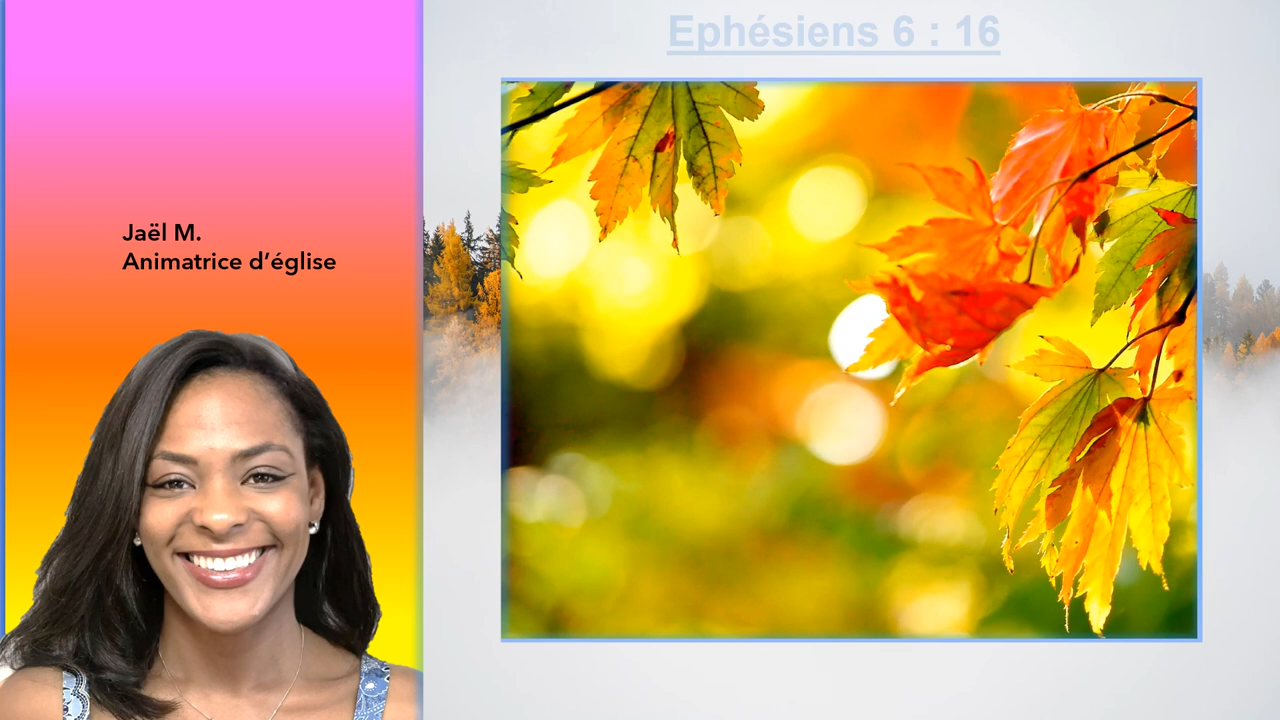 Ephésiens 6 : 16
Jaël M.
Animatrice d’église